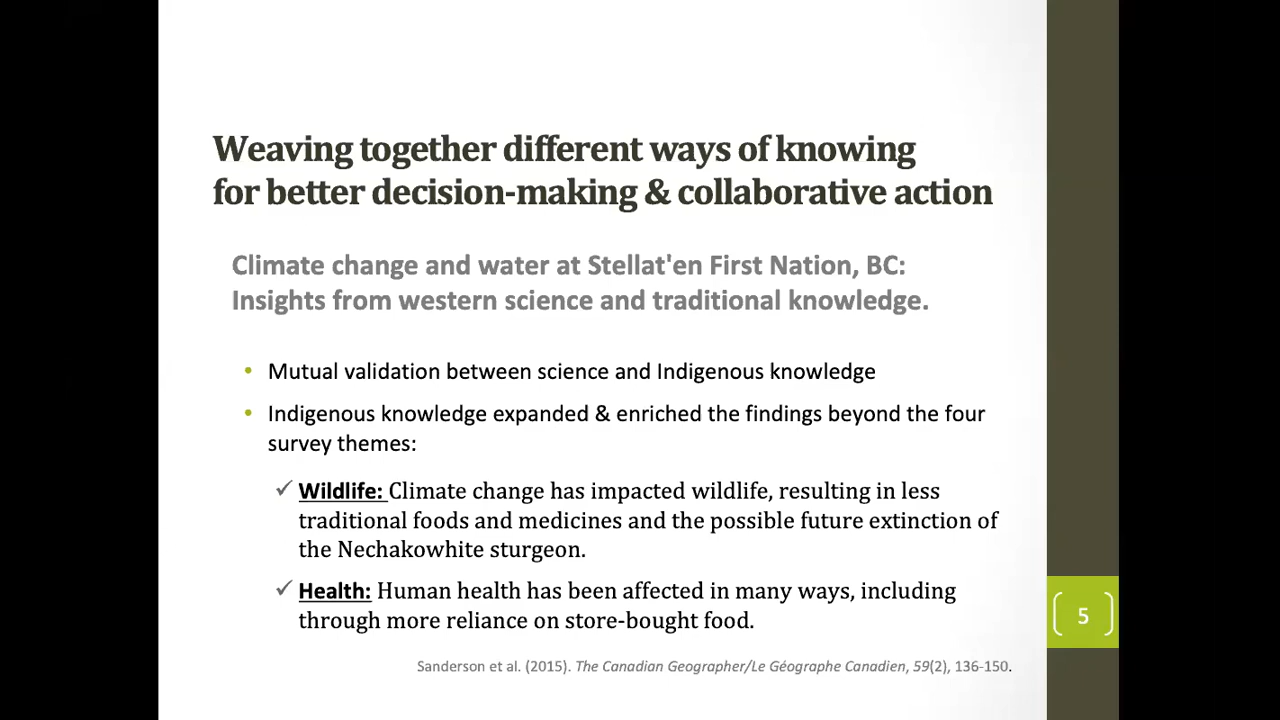 Weaving together different ways of knowing
for better decision-making & collaborative action
Climate change and water at Stellat'en First Nation, BC:
Insights from western science and traditional knowledge.
• Mutual validation between science and Indigenous knowledge
• Indigenous knowledge expanded & enriched the findings beyond the four
survey themes:
✓ Wildlife: Climate change has impacted wildlife, resulting in less
traditional foods and medicines and the possible future extinction of
the Nechakowhite sturgeon.
✓ Health: Human health has been affected in many ways, including
through more reliance on store-bought food.
5
Sanderson et al. (2015). The Canadian Geographer/Le Géographe Canadien, 59(2), 136-150.